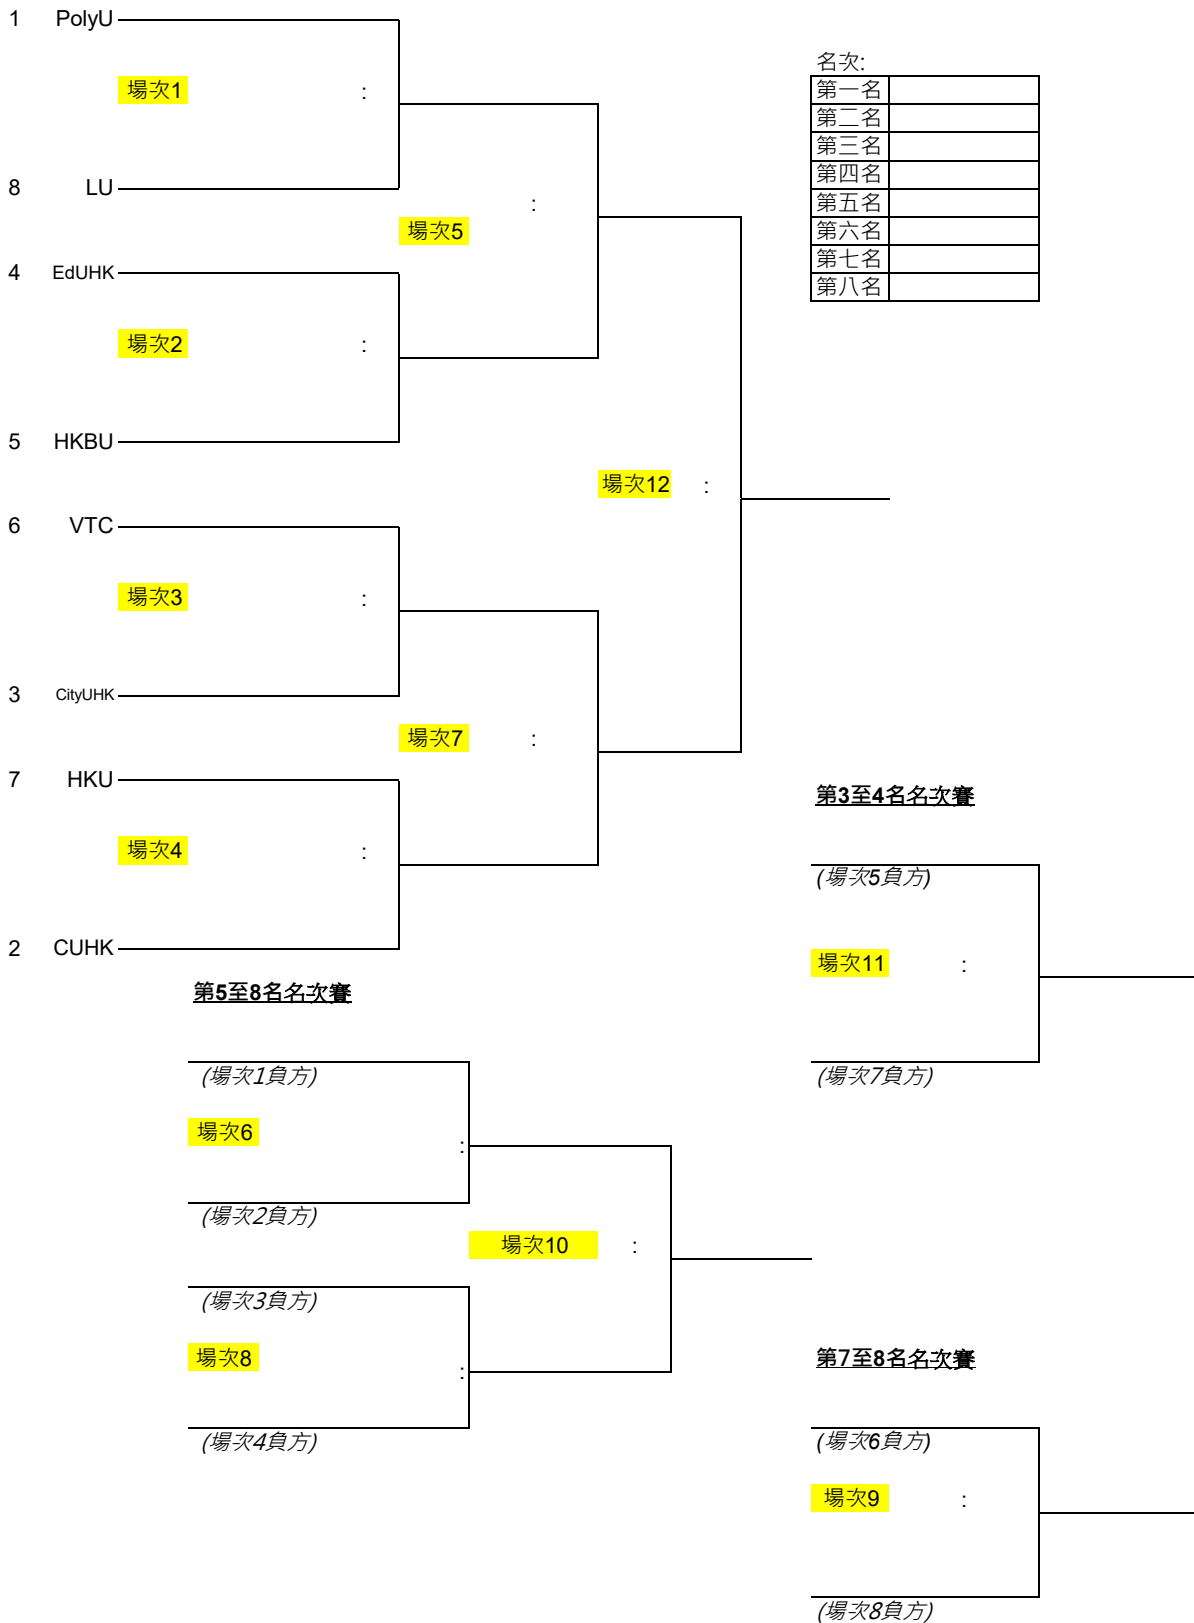 1 PolyU
名次:
場次1 :
第一名
第二名
第三名
第四名
8 LU
第五名
:
場次5
第六名
第七名
4 EdUHK
第八名
場次2 :
5 HKBU
場次12 :
6 VTC
場次3 :
3 CityUHK
場次7 :
7 HKU
第3至4名名次賽
場次4 :
(場次5負方)
2 CUHK
場次11 :
第5至8名名次賽
(場次1負方)
(場次7負方)
場次6
:
(場次2負方)
場次10 :
(場次3負方)
場次8
:
第7至8名名次賽
(場次4負方)
(場次6負方)
場次9 :
(場次8負方)